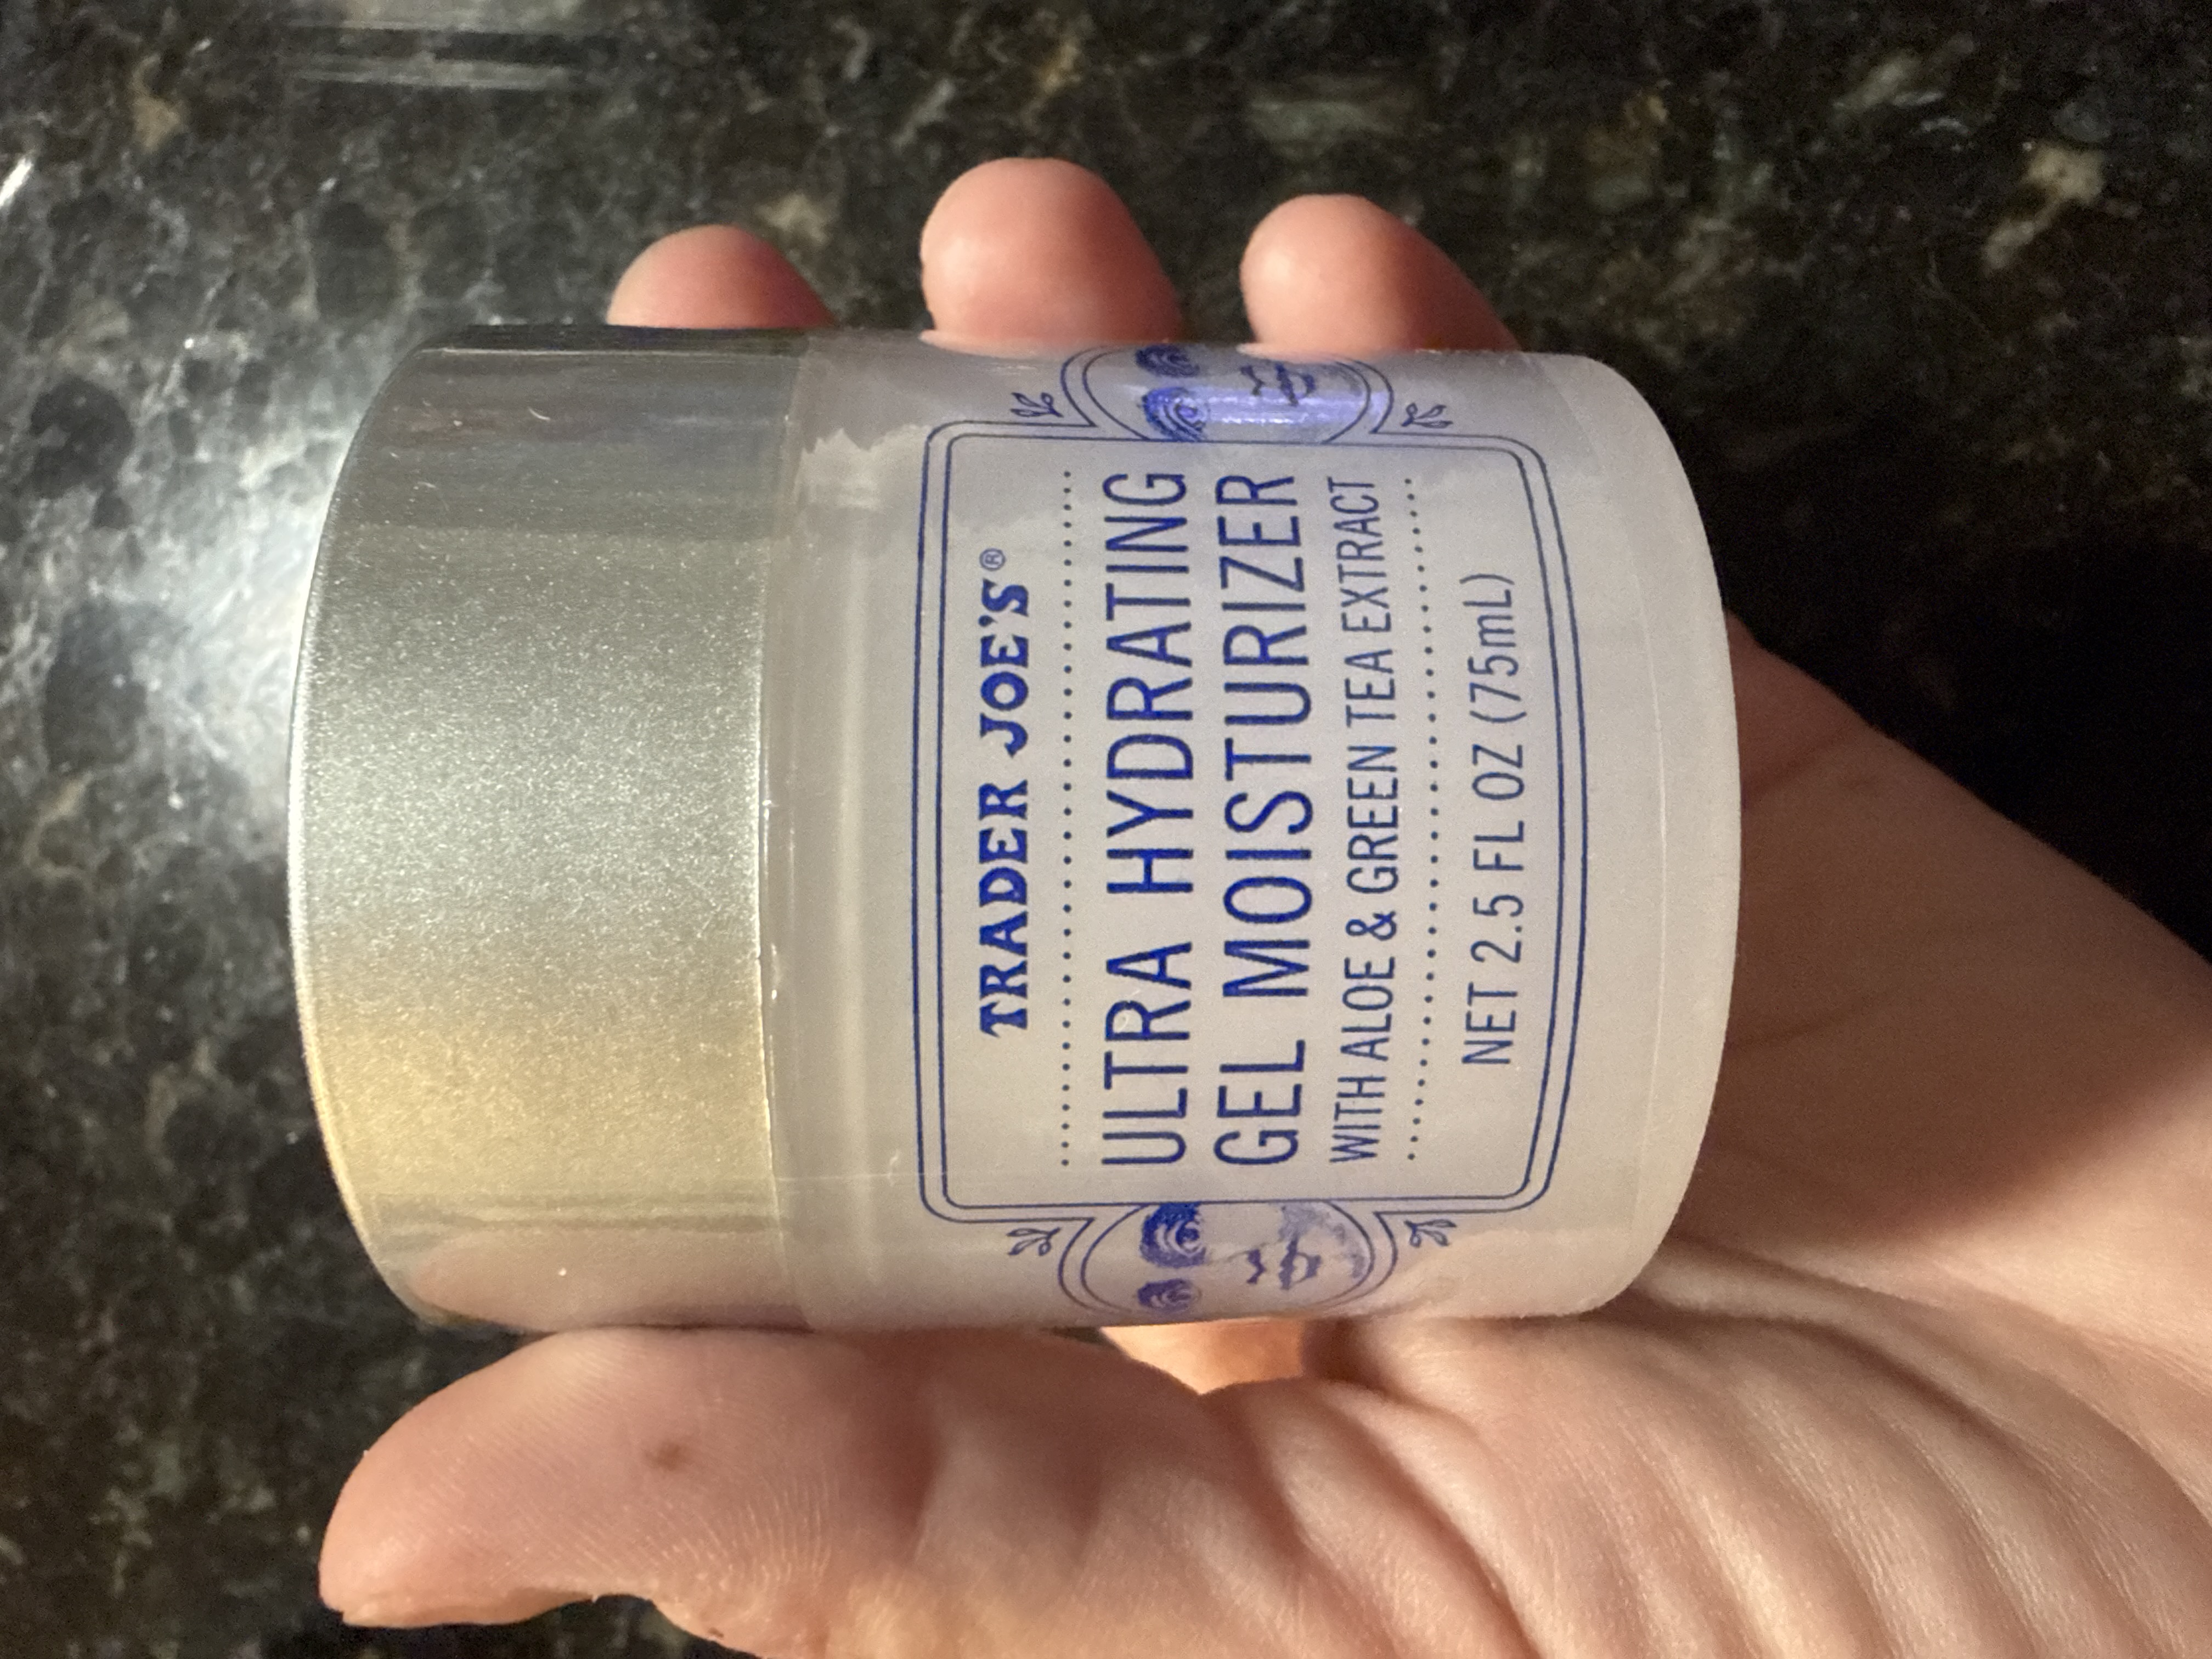 TRADER JOE'S®
ULTRA HYDRATING
GEL MOISTURIZER
WITH ALOE & GREEN TEA EXTRACT
NET 2.5 FL OZ (75mL)